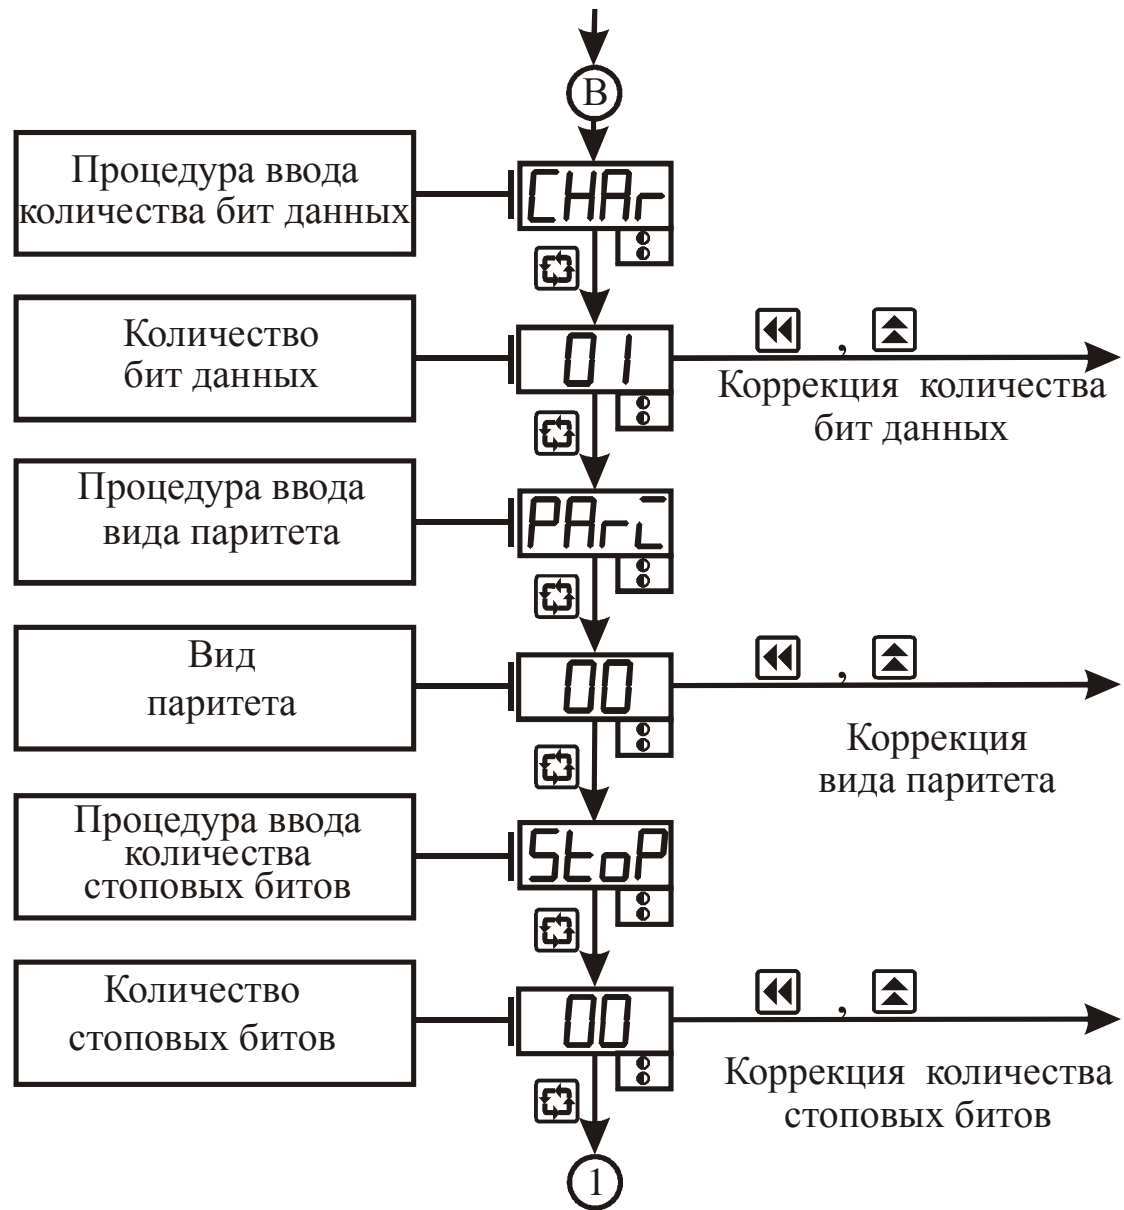 В
Процедура ввода
количества бит данных
CHAr
Количество
бит данных
01
,
Коррекция количества
бит данных
Процедура ввода
вида паритета
PAri
Вид
паритета
00
,
Коррекция
вида паритета
Процедура ввода
количества
стоповых битов
StoP
Количество
стоповых битов
00
,
Коррекция количества
стоповых битов
1